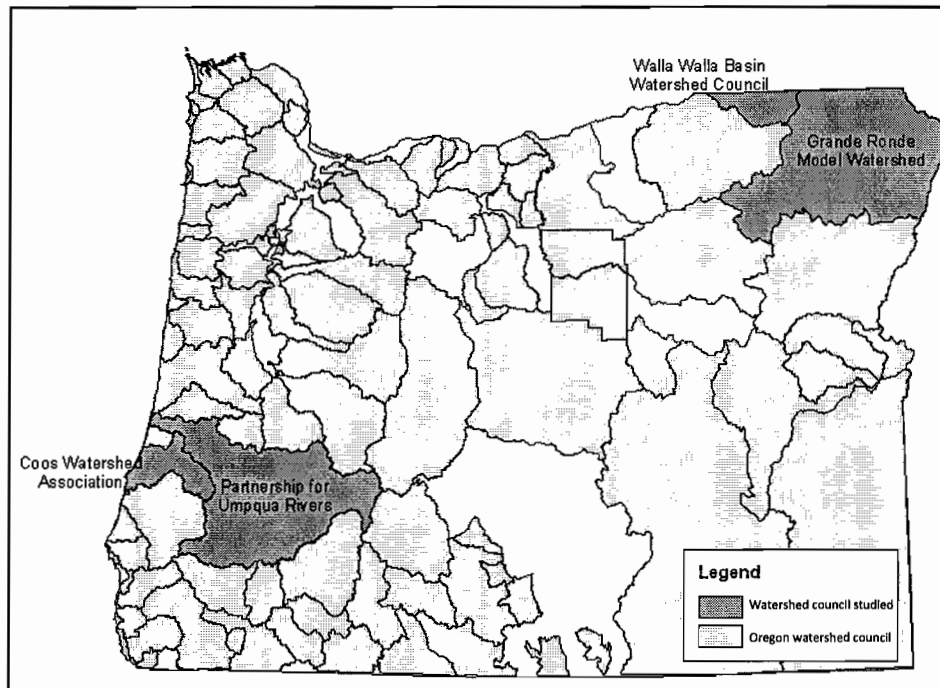 Walla Walla Basin
Watershed Council
Grande Ronde
Model Watershed
Coos Watershed
Association
Partnership for
Umpqua Rivers
Legend
Watershed council studied
Oregon watershed council